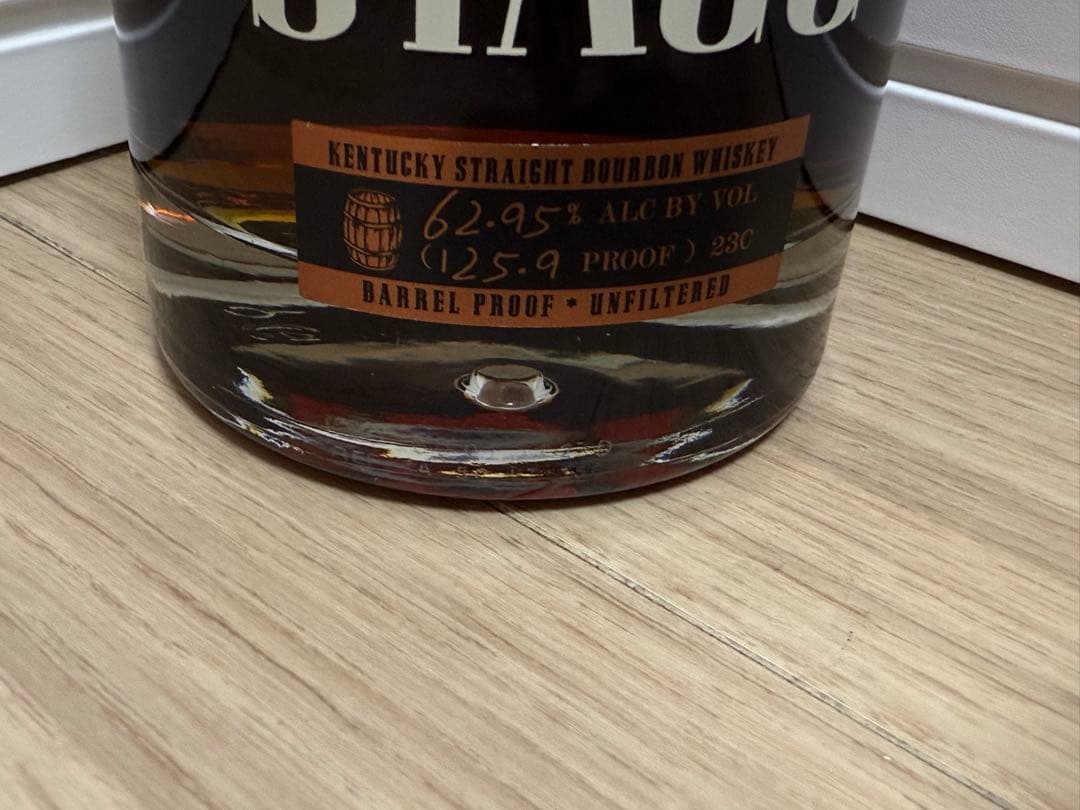 STAGG
KENTUCKY STRAIGHT BOURBON WHISKEY
62.95% ALC BY VOL
(125.9 PROOF) 23C
BARREL PROOF * UNFILTERED